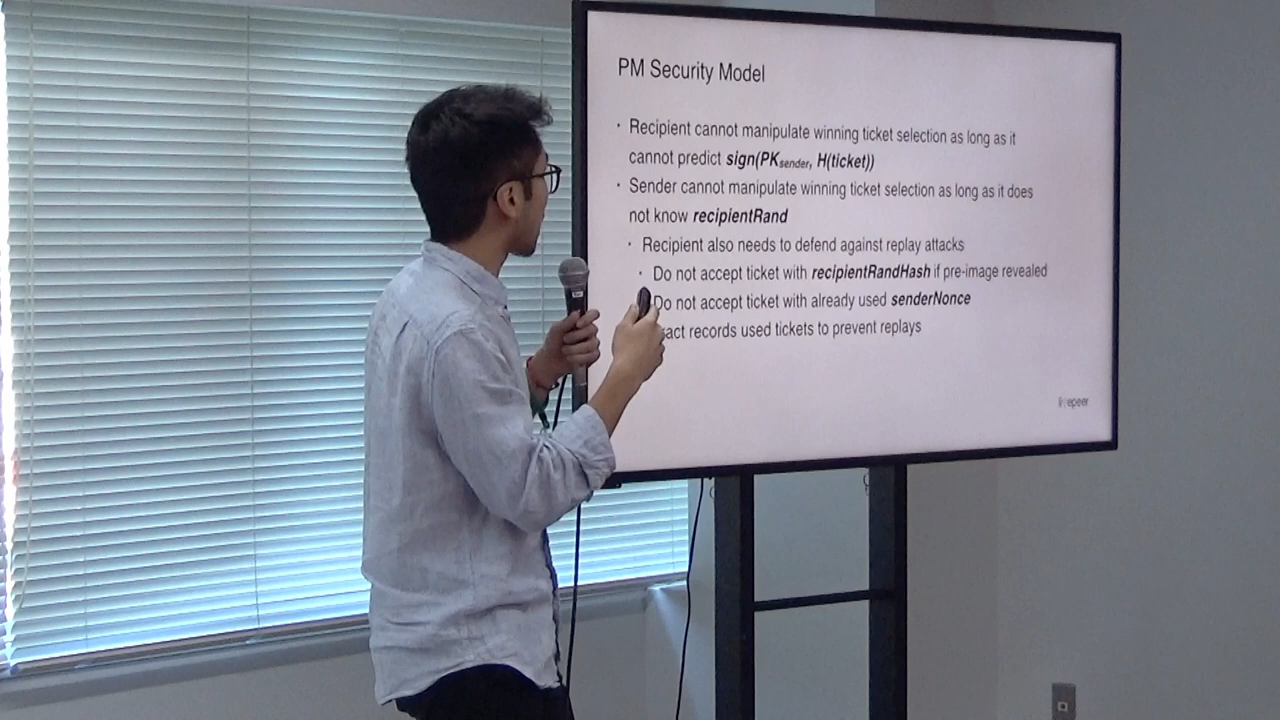 PM Security Model
· Recipient cannot manipulate winning ticket selection as long as it
cannot predict sign(PKsender, H(ticket))
· Sender cannot manipulate winning ticket selection as long as it does
not know recipientRand
· Recipient also needs to defend against replay attacks
· Do not accept ticket with recipientRandHash if pre-image revealed
Do not accept ticket with already used senderNonce
records used tickets to prevent replays
livepeer